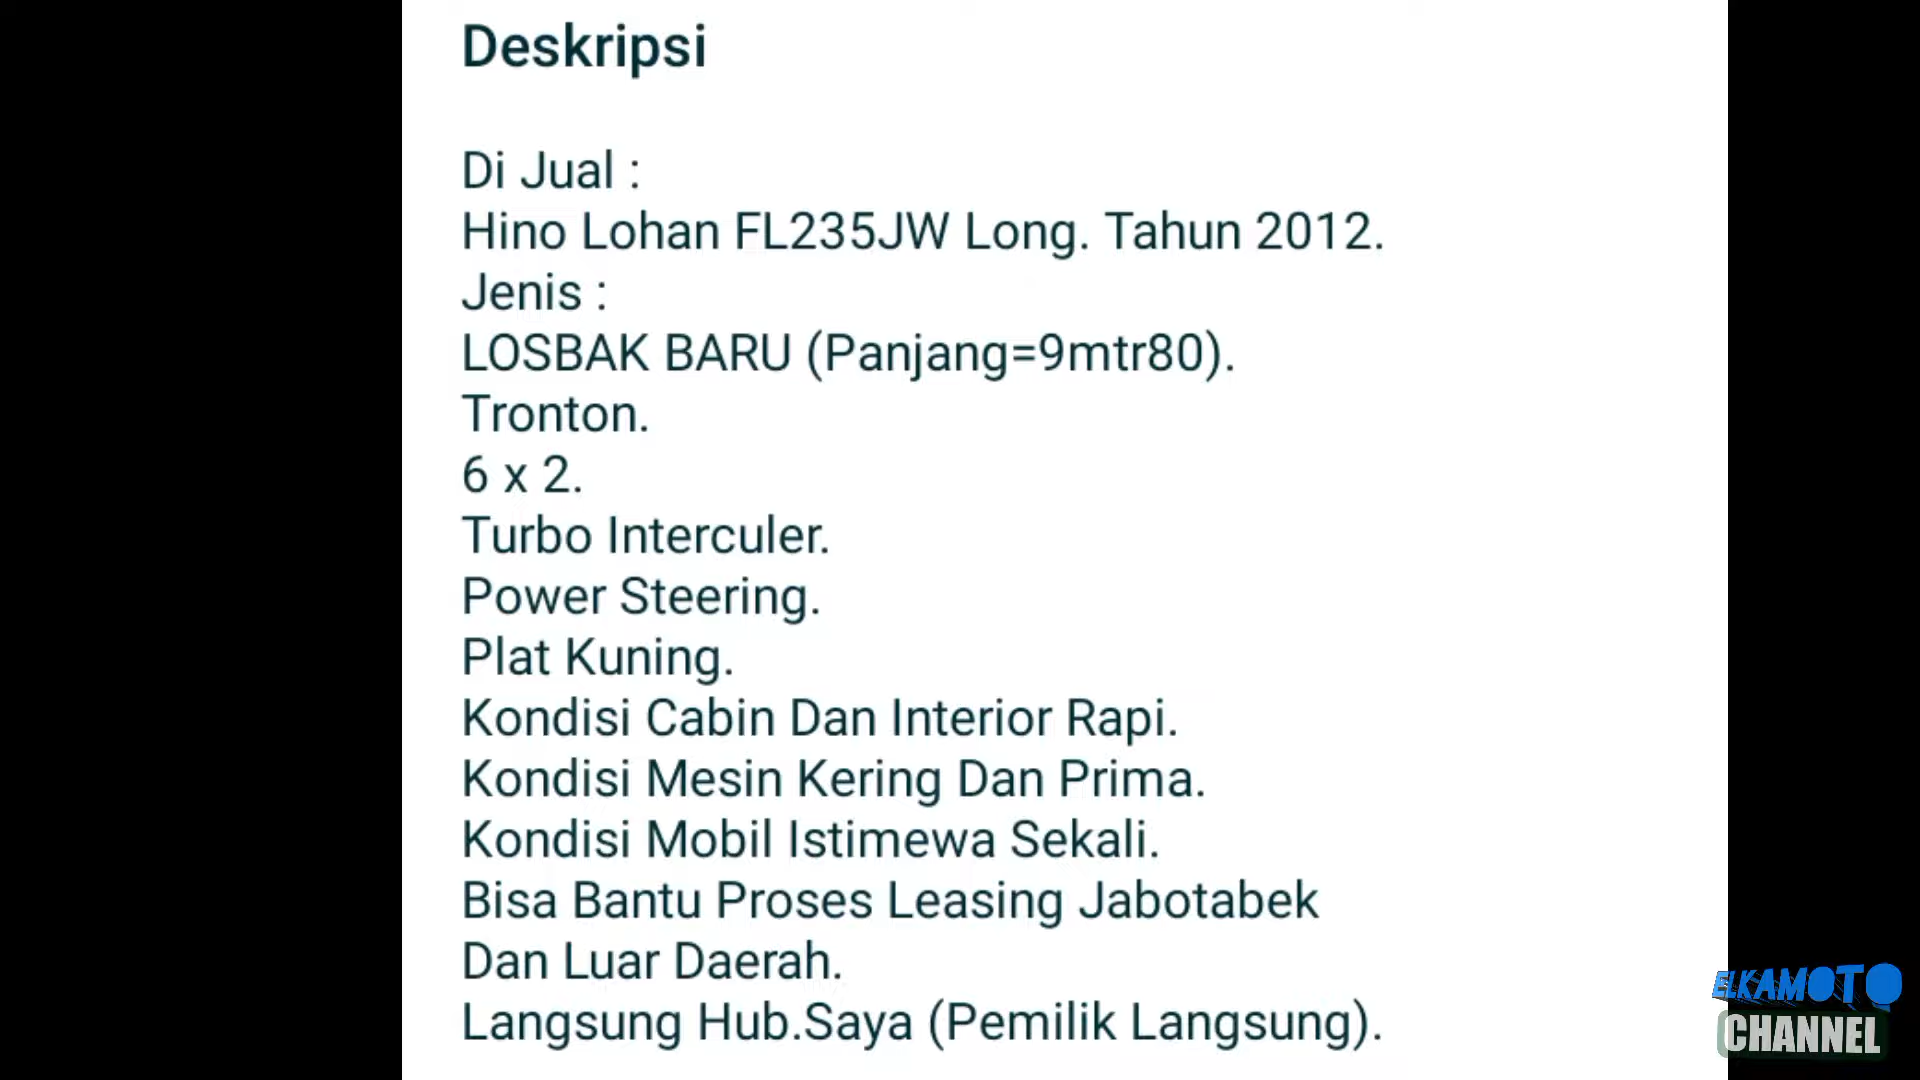 Deskripsi
Di Jual :
Hino Lohan FL235JW Long. Tahun 2012.
Jenis :
LOSBAK BARU (Panjang=9mtr80).
Tronton.
6 x 2.
Turbo Interculer.
Power Steering.
Plat Kuning.
Kondisi Cabin Dan Interior Rapi.
Kondisi Mesin Kering Dan Prima.
Kondisi Mobil Istimewa Sekali.
Bisa Bantu Proses Leasing Jabotabek
Dan Luar Daerah.
Langsung Hub.Saya (Pemilik Langsung).
ELKAMOTO
CHANNEL